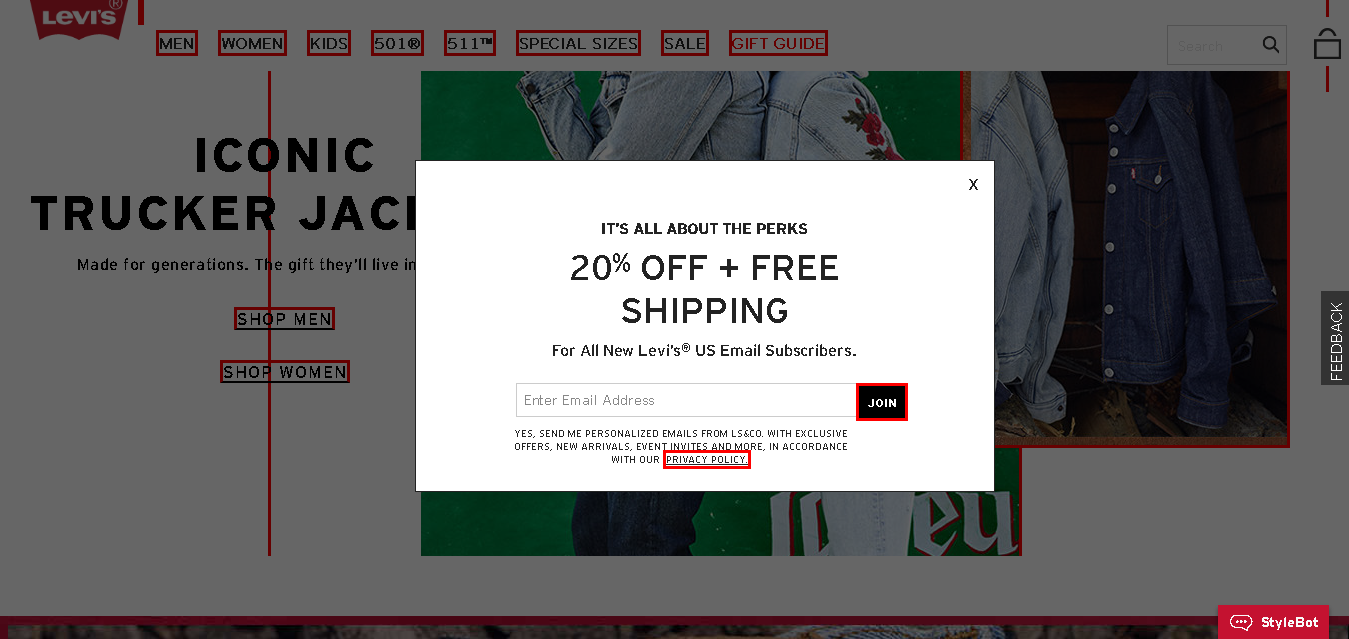 LEVI'S®
MEN WOMEN KIDS 501® 511™ SPECIAL SIZES SALE GIFT GUIDE
Search
ICONIC
TRUCKER JACK
Made for generations. The gift they'll live in
SHOP MEN
SHOP WOMEN
X
IT'S ALL ABOUT THE PERKS
20% OFF + FREE
SHIPPING
For All New Levi's® US Email Subscribers.
Enter Email Address
JOIN
YES, SEND ME PERSONALIZED EMAILS FROM LS&CO. WITH EXCLUSIVE
OFFERS, NEW ARRIVALS, EVENT INVITES AND MORE, IN ACCORDANCE
WITH OUR PRIVACY POLICY.
FEEDBACK
StyleBot